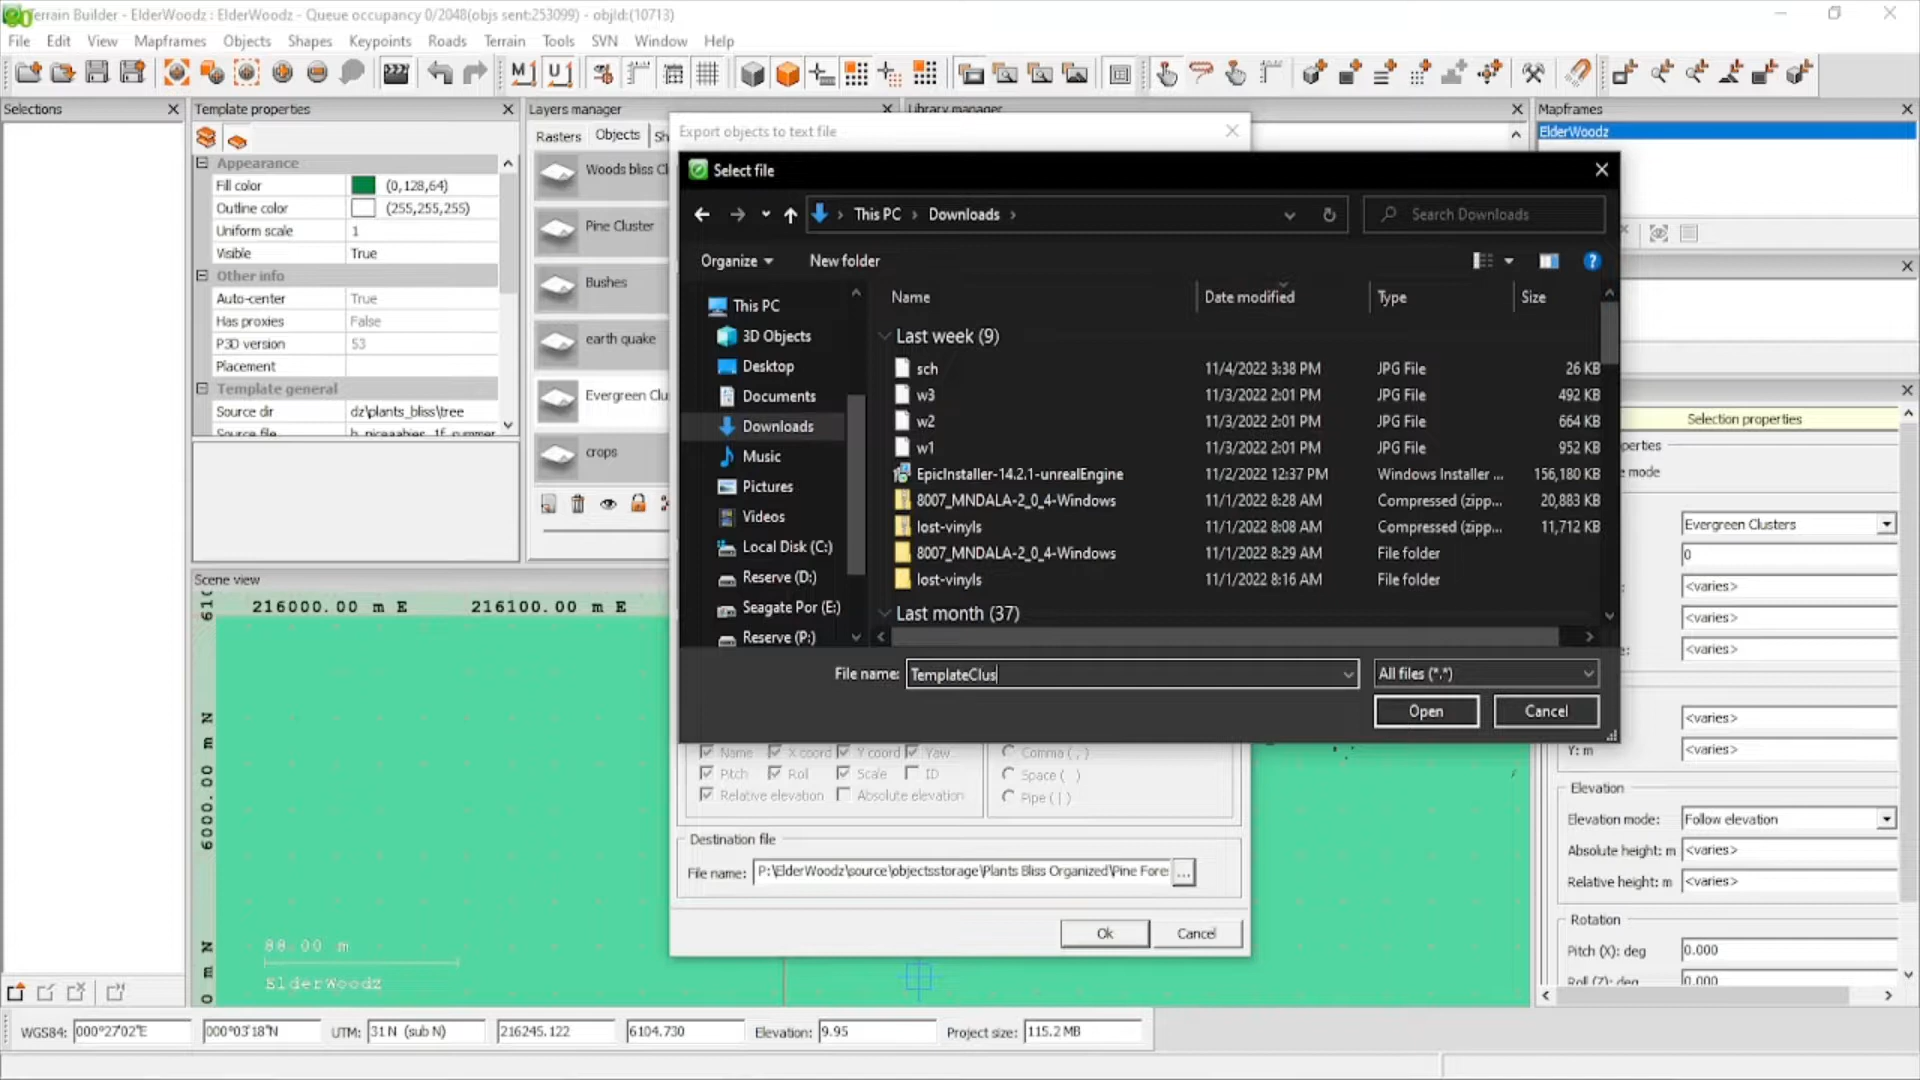 Terrain Builder - ElderWoodz : ElderWoodz - Queue occupancy 0/2048(objs sent:253099) - objId:(10713)
File Edit View Mapframes Objects Shapes Keypoints Roads Terrain Tools SVN Window Help
Selections
Template properties
Appearance
Fill color (0,128,64)
Outline color (255,255,255)
Uniform scale 1
Visible True
Other info
Auto-center True
Has proxies False
P3D version 53
Placement
Template general
Source dir dz\plants_bliss\tree
Source file
Layers manager
Rasters Objects Sh
Woods bliss Cl
Pine Cluster
Bushes
earth quake
Evergreen Clu
crops
Library manager
Export objects to text file
Select file
This PC Downloads
Search Downloads
Organize New folder
This PC
3D Objects
Desktop
Documents
Downloads
Music
Pictures
Videos
Local Disk (C:)
Reserve (D:)
Seagate Por (E:)
Reserve (P:)
Name Date modified Type Size
Last week (9)
sch 11/4/2022 3:38 PM JPG File 26 KB
w3 11/3/2022 2:01 PM JPG File 492 KB
w2 11/3/2022 2:01 PM JPG File 664 KB
w1 11/3/2022 2:01 PM JPG File 952 KB
EpicInstaller-14.2.1-unrealEngine 11/2/2022 12:37 PM Windows Installer ... 156,180 KB
8007_MNDALA-2_0_4-Windows 11/1/2022 8:28 AM Compressed (zipp... 20,883 KB
lost-vinyls 11/1/2022 8:08 AM Compressed (zipp... 11,712 KB
8007_MNDALA-2_0_4-Windows 11/1/2022 8:29 AM File folder
lost-vinyls 11/1/2022 8:16 AM File folder
Last month (37)
File name: TemplateClus All files (*.*)
Open Cancel
Name X coord Y coord Yaw
Pitch Roll Scale ID
Relative elevation Absolute elevation
Comma ( , )
Space ( )
Pipe ( | )
Destination file
File name: P:\ElderWoodz\source\objectsstorage\Plants Bliss Organized\Pine Fore ...
Ok Cancel
Mapframes
ElderWoodz
Selection properties
Evergreen Clusters
0
<varies>
<varies>
<varies>
<varies>
Y: m <varies>
Elevation
Elevation mode: Follow elevation
Absolute height: m <varies>
Relative height: m <varies>
Rotation
Pitch (X): deg 0.000
Roll (Z): deg 0.000
Scene view
216000.00 m E 216100.00 m E
6000.00 m N
88.00 m
ElderWoodz
WGS84: 000°27'02"E 000°03'18"N UTM: 31N (sub N) 216245.122 6104.730 Elevation: 9.95 Project size: 115.2 MB